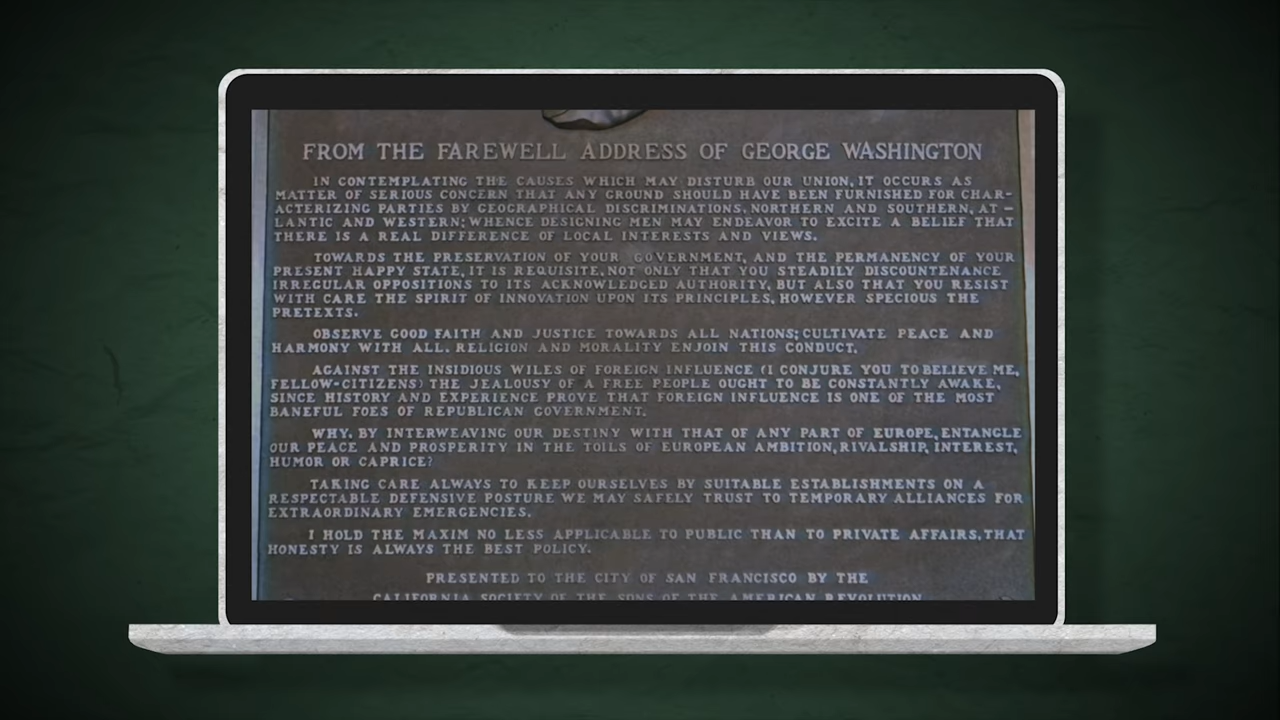 FROM THE FAREWELL ADDRESS OF GEORGE WASHINGTON
IN CONTEMPLATING THE CAUSES WHICH MAY DISTURB OUR UNION, IT OCCURS AS
MATTER OF SERIOUS CONCERN THAT ANY GROUND SHOULD HAVE BEEN FURNISHED FOR CHAR-
ACTERIZING PARTIES BY GEOGRAPHICAL DISCRIMINATIONS, NORTHERN AND SOUTHERN, AT-
LANTIC AND WESTERN; WHENCE DESIGNING MEN MAY ENDEAVOR TO EXCITE A BELIEF THAT
THERE IS A REAL DIFFERENCE OF LOCAL INTERESTS AND VIEWS.
TOWARDS THE PRESERVATION OF YOUR GOVERNMENT, AND THE PERMANENCY OF YOUR
PRESENT HAPPY STATE, IT IS REQUISITE, NOT ONLY THAT YOU STEADILY DISCOUNTENANCE
IRREGULAR OPPOSITIONS TO ITS ACKNOWLEDGED AUTHORITY, BUT ALSO THAT YOU RESIST
WITH CARE THE SPIRIT OF INNOVATION UPON ITS PRINCIPLES, HOWEVER SPECIOUS THE
PRETEXTS.
OBSERVE GOOD FAITH AND JUSTICE TOWARDS ALL NATIONS; CULTIVATE PEACE AND
HARMONY WITH ALL. RELIGION AND MORALITY ENJOIN THIS CONDUCT.
AGAINST THE INSIDIOUS WILES OF FOREIGN INFLUENCE (I CONJURE YOU TO BELIEVE ME,
FELLOW-CITIZENS) THE JEALOUSY OF A FREE PEOPLE OUGHT TO BE CONSTANTLY AWAKE,
SINCE HISTORY AND EXPERIENCE PROVE THAT FOREIGN INFLUENCE IS ONE OF THE MOST
BANEFUL FOES OF REPUBLICAN GOVERNMENT.
WHY, BY INTERWEAVING OUR DESTINY WITH THAT OF ANY PART OF EUROPE, ENTANGLE
OUR PEACE AND PROSPERITY IN THE TOILS OF EUROPEAN AMBITION, RIVALSHIP, INTEREST,
HUMOR OR CAPRICE?
TAKING CARE ALWAYS TO KEEP OURSELVES BY SUITABLE ESTABLISHMENTS ON A
RESPECTABLE DEFENSIVE POSTURE WE MAY SAFELY TRUST TO TEMPORARY ALLIANCES FOR
EXTRAORDINARY EMERGENCIES.
I HOLD THE MAXIM NO LESS APPLICABLE TO PUBLIC THAN TO PRIVATE AFFAIRS, THAT
HONESTY IS ALWAYS THE BEST POLICY.
PRESENTED TO THE CITY OF SAN FRANCISCO BY THE
CALIFORNIA SOCIETY OF THE SONS OF THE AMERICAN REVOLUTION